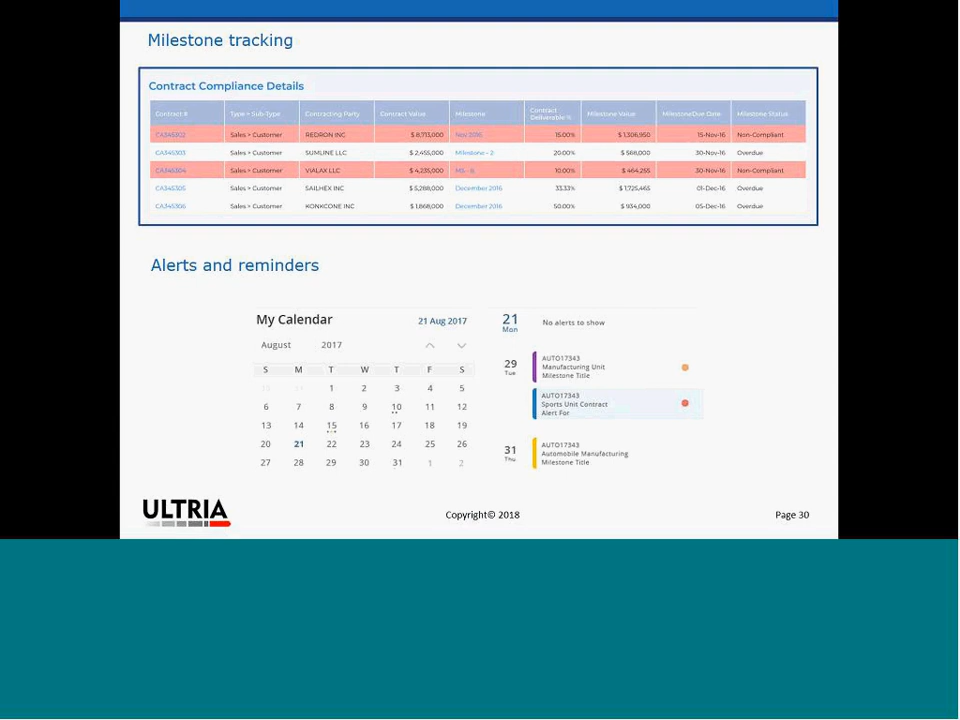 Milestone tracking
Contract Compliance Details
Contract # Type > Sub-Type Contracting Party Contract Value Milestone Contract Deliverable % Milestone Value MilestoneDue Date Milestone Status
CA345302 Sales > Customer REDRON INC $ 8,713,000 Nov 2016 15.00% $ 1,306,950 15-Nov-16 Non-Compliant
CA345303 Sales > Customer SUMLINE LLC $ 2,455,000 Milestone - 2 20.00% $ 568,000 30-Nov-16 Overdue
CA345304 Sales > Customer VIALAX LLC $ 4,235,000 MS - 6 10.00% $ 464,255 30-Nov-16 Non-Compliant
CA345305 Sales > Customer SAILHEX INC $ 5,288,000 December 2016 33.33% $ 1,725,465 01-Dec-16 Overdue
CA345306 Sales > Customer KONKCONE INC $ 1,868,000 December 2016 50.00% $ 934,000 05-Dec-16 Overdue
Alerts and reminders
My Calendar 21 Aug 2017
August 2017
S M T W T F S
1 2 3 4 5
6 7 8 9 10 11 12
13 14 15 16 17 18 19
20 21 22 23 24 25 26
27 28 29 30 31 1 2
21 Mon No alerts to show
29 Tue
AUTO17343
Manufacturing Unit
Milestone Title
AUTO17343
Sports Unit Contract
Alert For
31 Thu
AUTO17343
Automobile Manufacturing
Milestone Title
ULTRIA
Copyright© 2018
Page 30